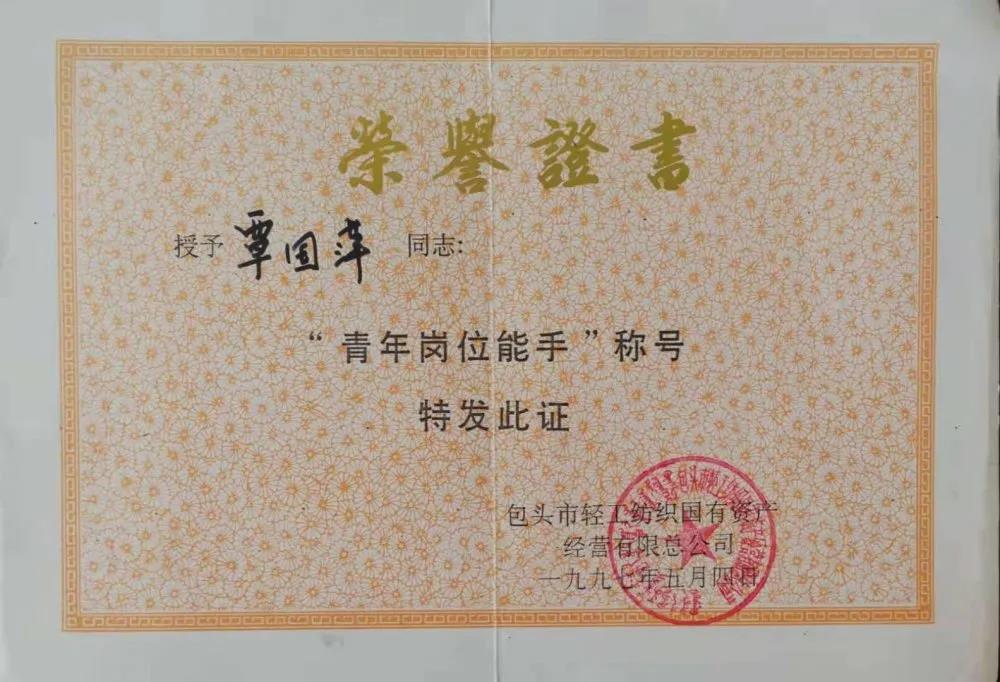 榮譽證書
授予 覃国萍 同志:
“青年岗位能手”称号
特发此证
包头市轻工纺织国有资产
经营有限总公司
一九九七年五月四日